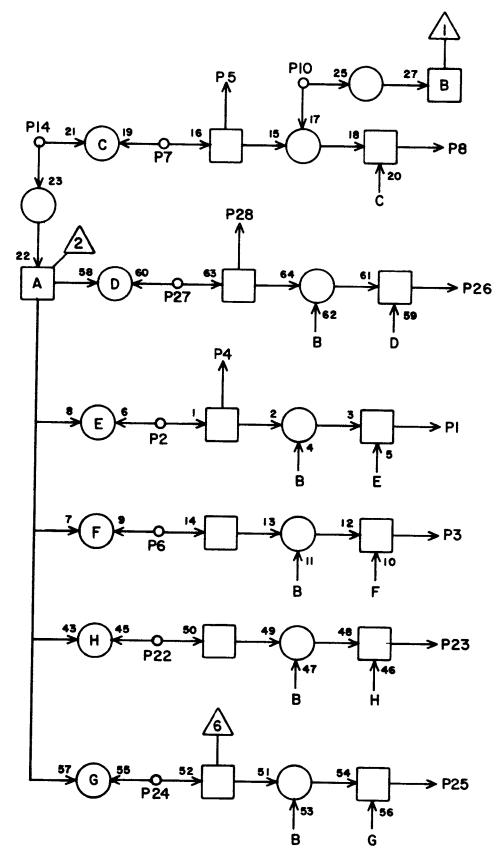 1
P10 25 27 B
P5
P14 21 C 19 P7 16 15 17 18 P8
20
C
23
22 A 2
P28
58 D 60 P27 63 64 61 P26
62 59
B D
P4
8 E 6 P2 1 2 3 P1
4 5
B E
7 F 9 P6 14 13 12 P3
11 10
B F
43 H 45 P22 50 49 48 P23
47 46
B H
6
57 G 55 P24 52 51 54 P25
53 56
B G